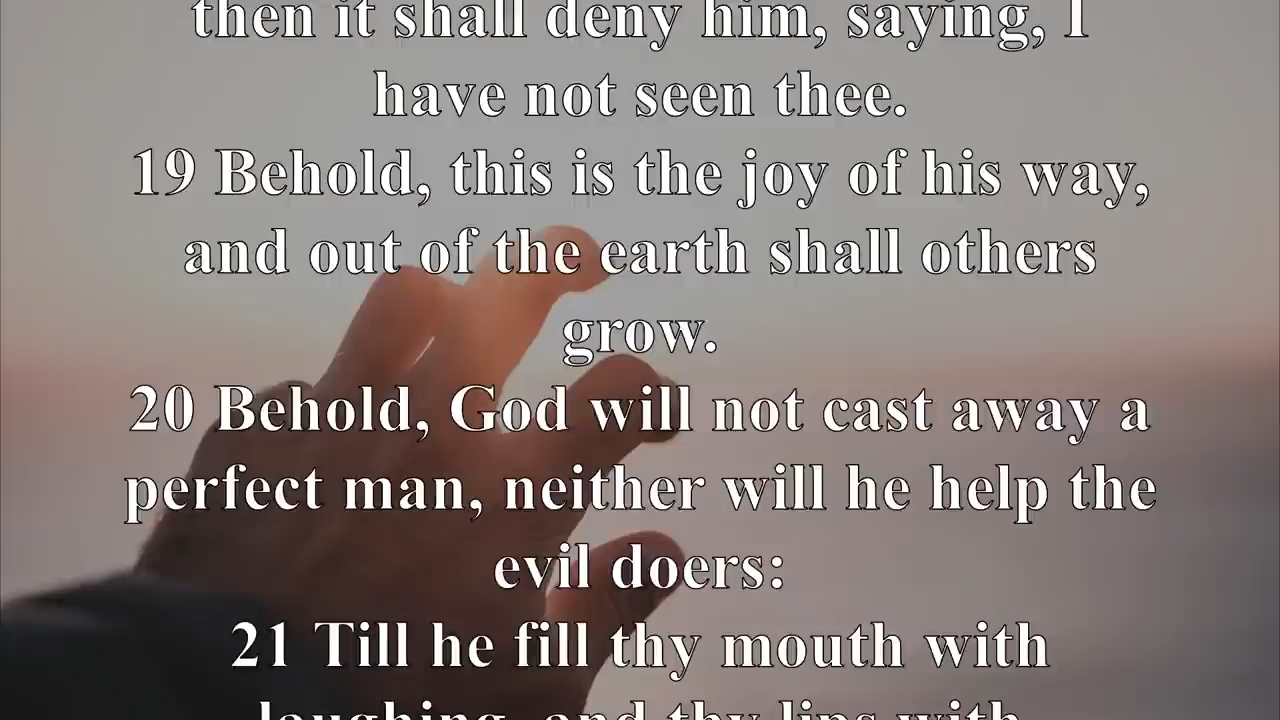 then it shall deny him, saying, I
have not seen thee.
19 Behold, this is the joy of his way,
and out of the earth shall others
grow.
20 Behold, God will not cast away a
perfect man, neither will he help the
evil doers:
21 Till he fill thy mouth with
laughing, and thy lips with